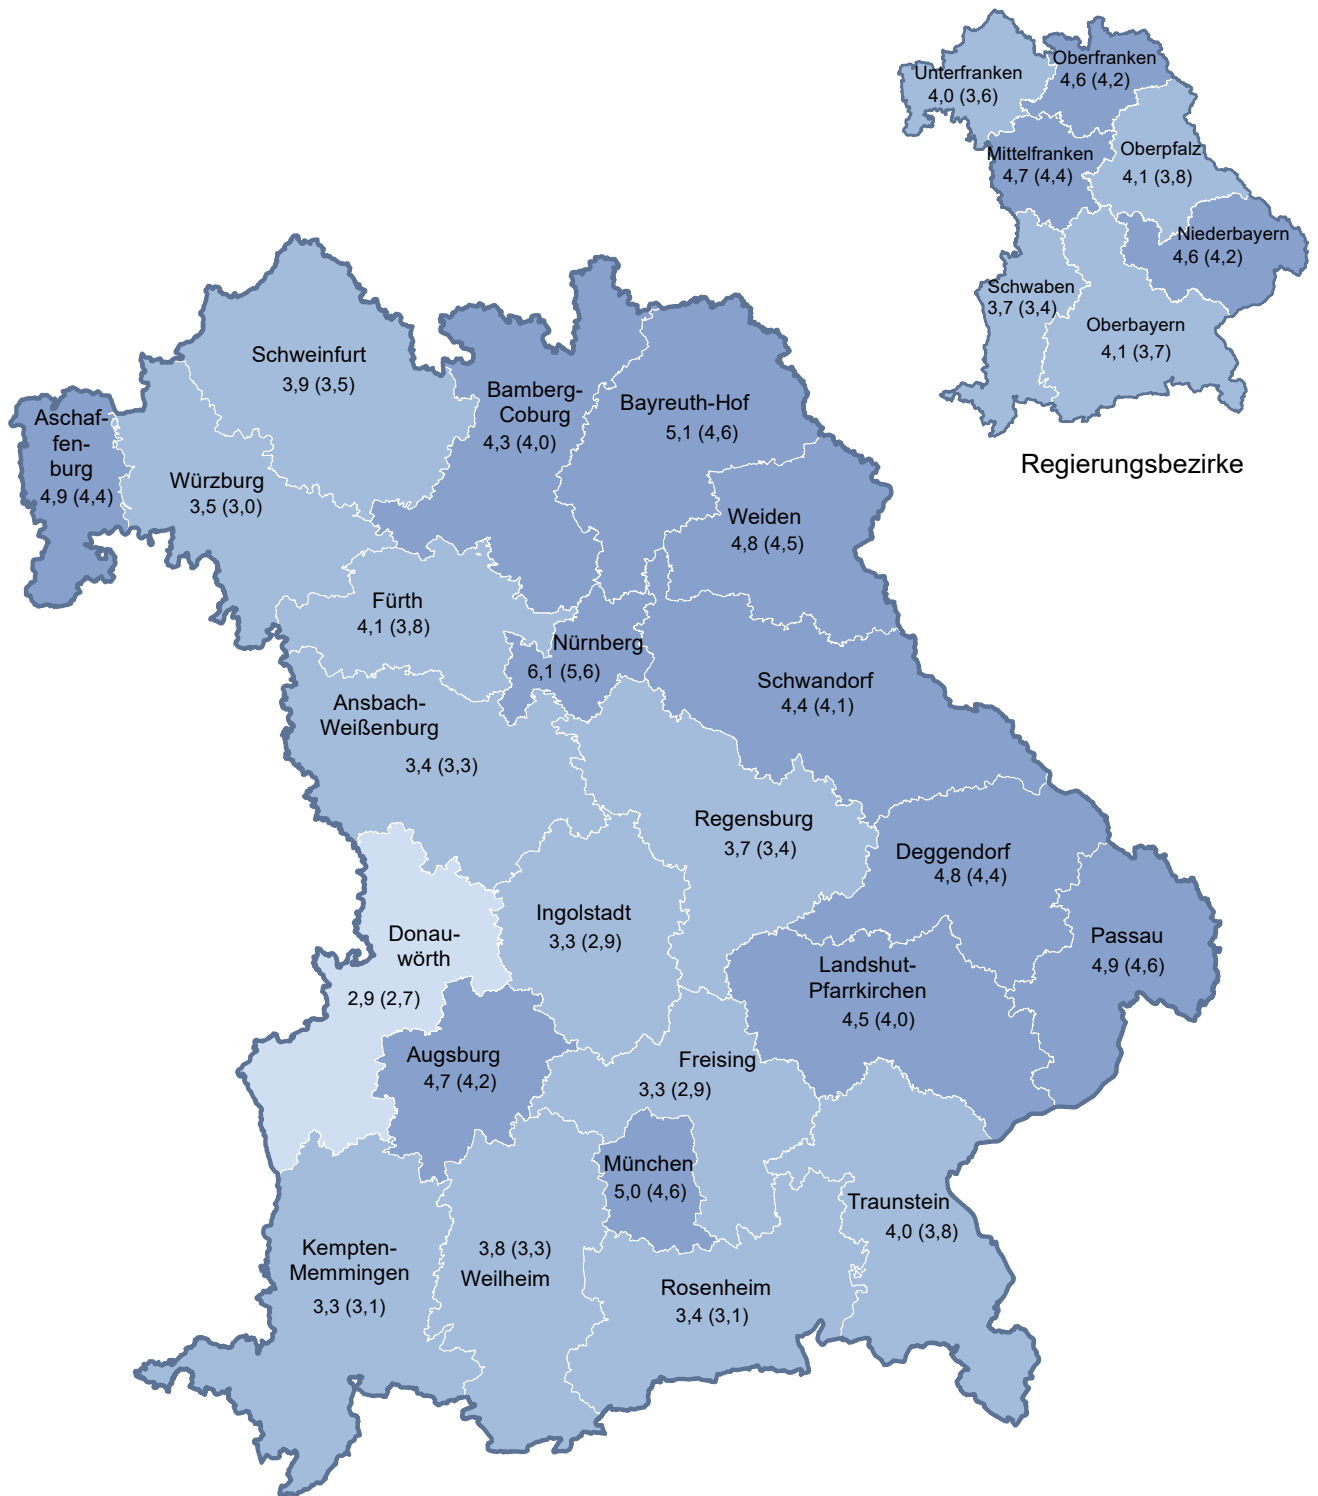 Unterfranken
4,0 (3,6)
Oberfranken
4,6 (4,2)
Mittelfranken
4,7 (4,4)
Oberpfalz
4,1 (3,8)
Niederbayern
4,6 (4,2)
Schwaben
3,7 (3,4)
Oberbayern
4,1 (3,7)
Regierungsbezirke
Schweinfurt
3,9 (3,5)
Bamberg-
Coburg
4,3 (4,0)
Bayreuth-Hof
5,1 (4,6)
Aschaf-
fen-
burg
4,9 (4,4)
Würzburg
3,5 (3,0)
Weiden
4,8 (4,5)
Fürth
4,1 (3,8)
Nürnberg
6,1 (5,6)
Schwandorf
4,4 (4,1)
Ansbach-
Weißenburg
3,4 (3,3)
Regensburg
3,7 (3,4)
Deggendorf
4,8 (4,4)
Passau
4,9 (4,6)
Ingolstadt
3,3 (2,9)
Donau-
wörth
2,9 (2,7)
Landshut-
Pfarrkirchen
4,5 (4,0)
Augsburg
4,7 (4,2)
Freising
3,3 (2,9)
München
5,0 (4,6)
Traunstein
4,0 (3,8)
Kempten-
Memmingen
3,3 (3,1)
3,8 (3,3)
Weilheim
Rosenheim
3,4 (3,1)